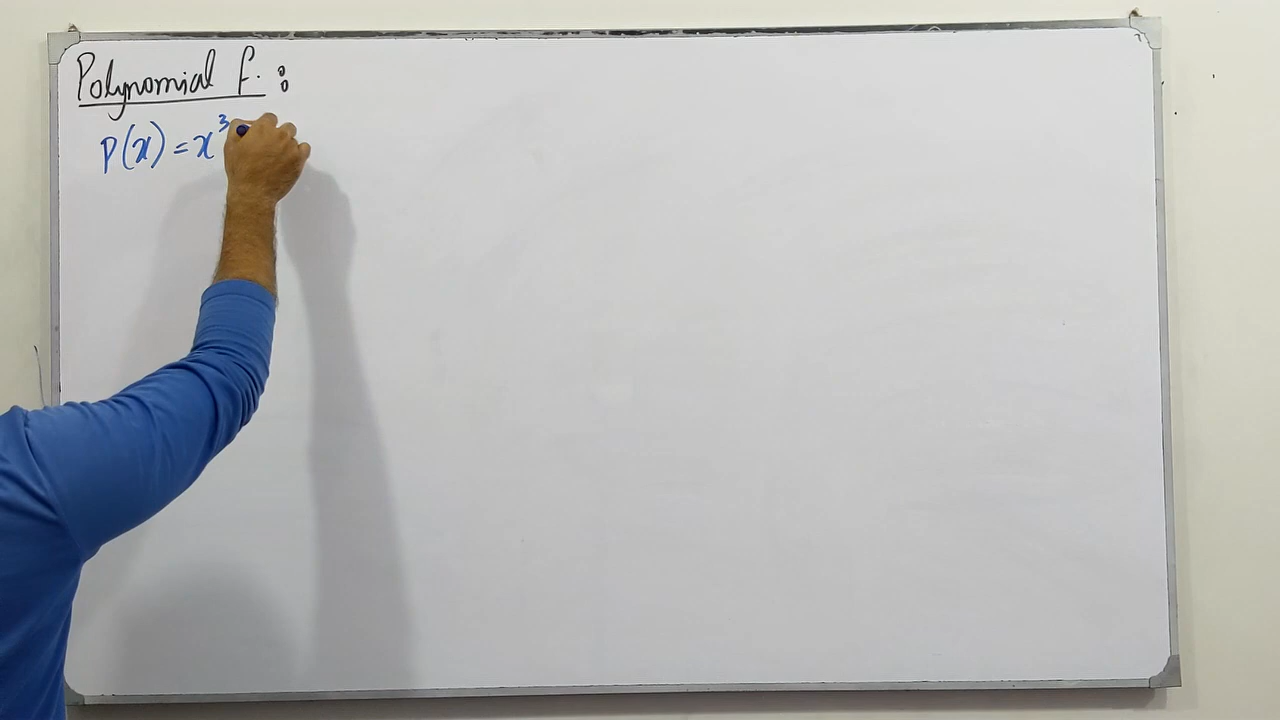 Polynomial f. :
P(x) = x³